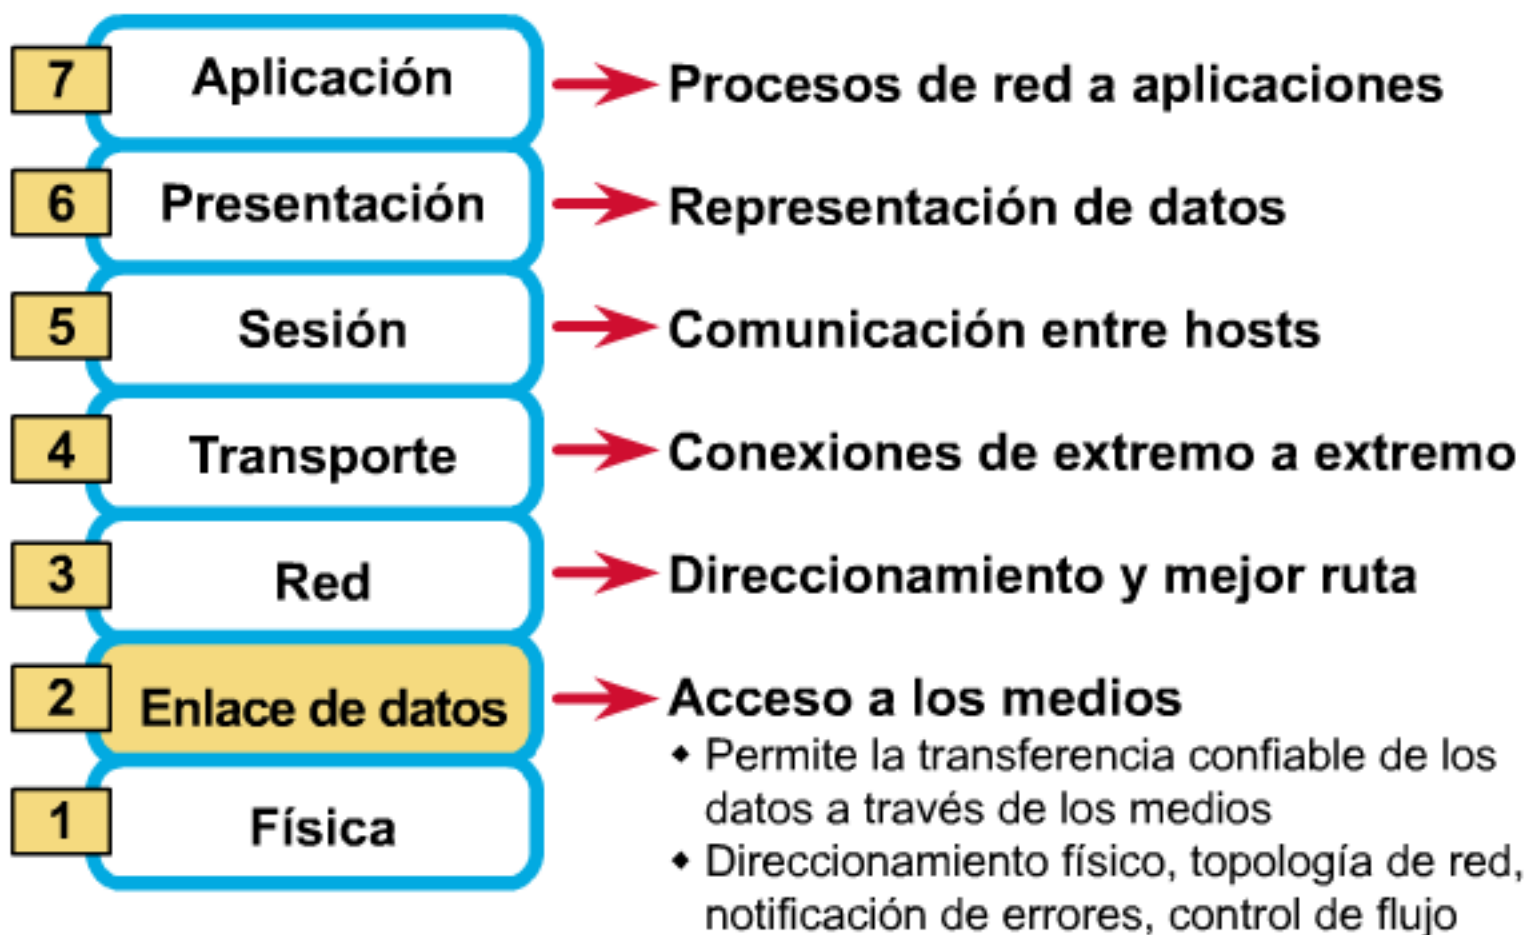 7 Aplicación Procesos de red a aplicaciones
6 Presentación Representación de datos
5 Sesión Comunicación entre hosts
4 Transporte Conexiones de extremo a extremo
3 Red Direccionamiento y mejor ruta
2 Enlace de datos Acceso a los medios
◆ Permite la transferencia confiable de los
datos a través de los medios
1 Física
◆ Direccionamiento físico, topología de red,
notificación de errores, control de flujo